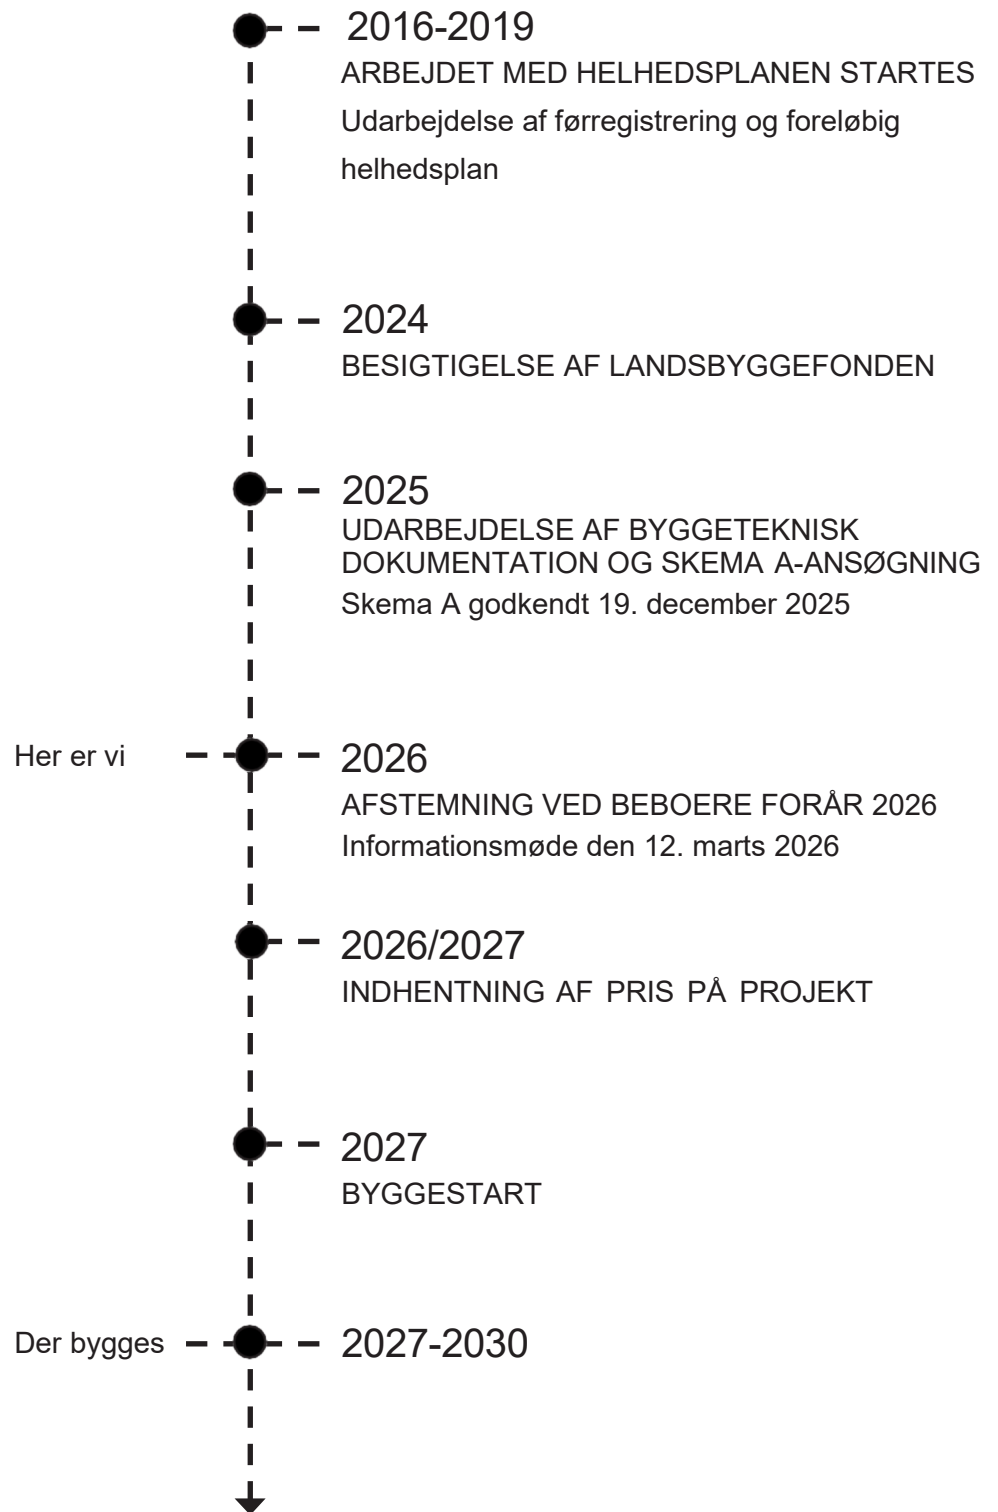 2016-2019
ARBEJDET MED HELHEDSPLANEN STARTES
Udarbejdelse af førregistrering og foreløbig
helhedsplan
2024
BESIGTIGELSE AF LANDSBYGGEFONDEN
2025
UDARBEJDELSE AF BYGGETEKNISK
DOKUMENTATION OG SKEMA A-ANSØGNING
Skema A godkendt 19. december 2025
Her er vi
2026
AFSTEMNING VED BEBOERE FORÅR 2026
Informationsmøde den 12. marts 2026
2026/2027
INDHENTNING AF PRIS PÅ PROJEKT
2027
BYGGESTART
Der bygges
2027-2030